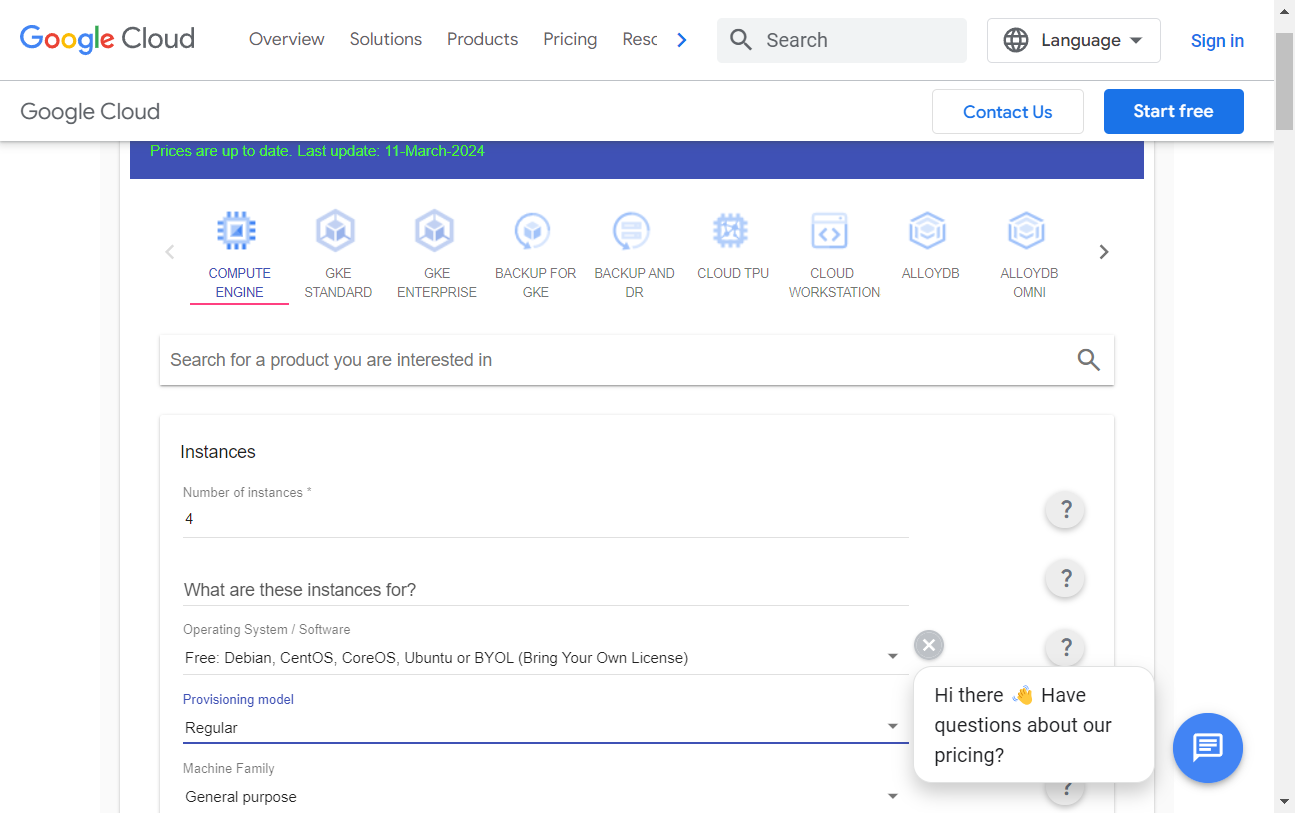 Google Cloud
Overview
Solutions
Products
Pricing
Resc
Search
Language
Sign in
Google Cloud
Contact Us
Start free
Prices are up to date. Last update: 11-March-2024
COMPUTE
ENGINE
GKE
STANDARD
GKE
ENTERPRISE
BACKUP FOR
GKE
BACKUP AND
DR
CLOUD TPU
CLOUD
WORKSTATION
ALLOYDB
ALLOYDB
OMNI
Search for a product you are interested in
Instances
Number of instances *
4
?
What are these instances for?
?
Operating System / Software
Free: Debian, CentOS, CoreOS, Ubuntu or BYOL (Bring Your Own License)
?
Provisioning model
Regular
Hi there 👋 Have
questions about our
pricing?
Machine Family
General purpose
?